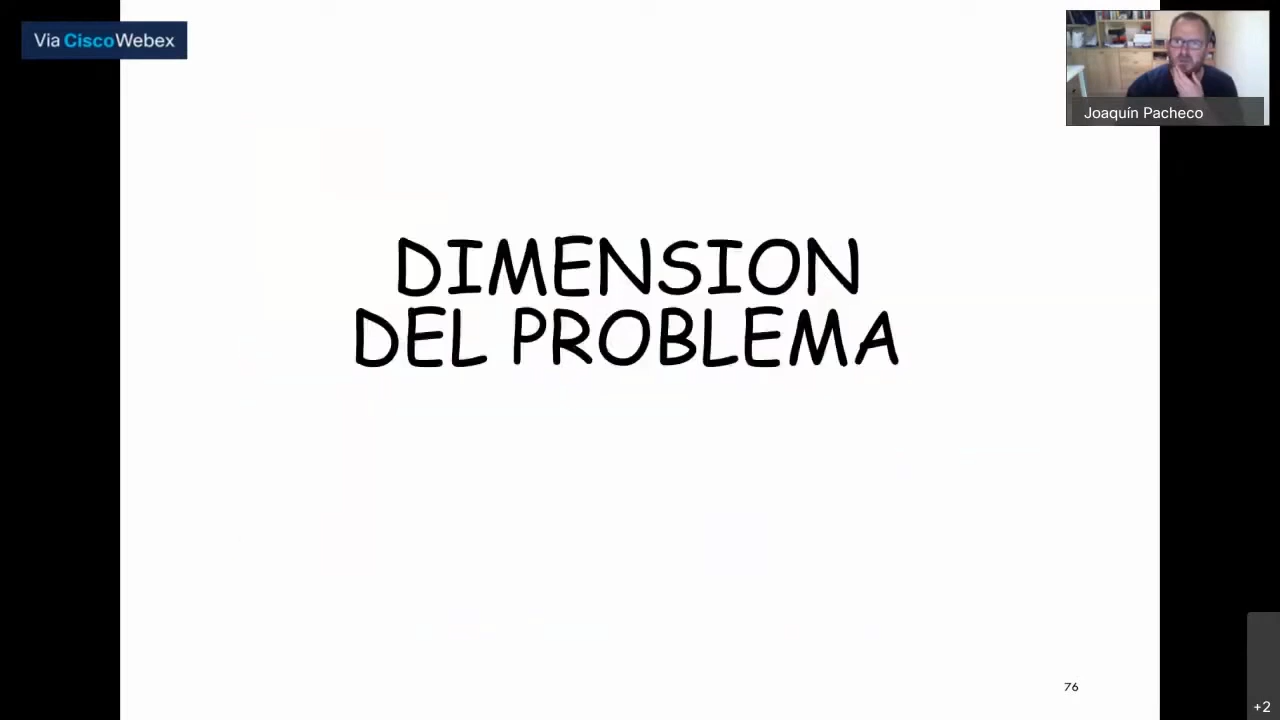 Via CiscoWebex
Joaquín Pacheco
DIMENSION
DEL PROBLEMA
76
+2